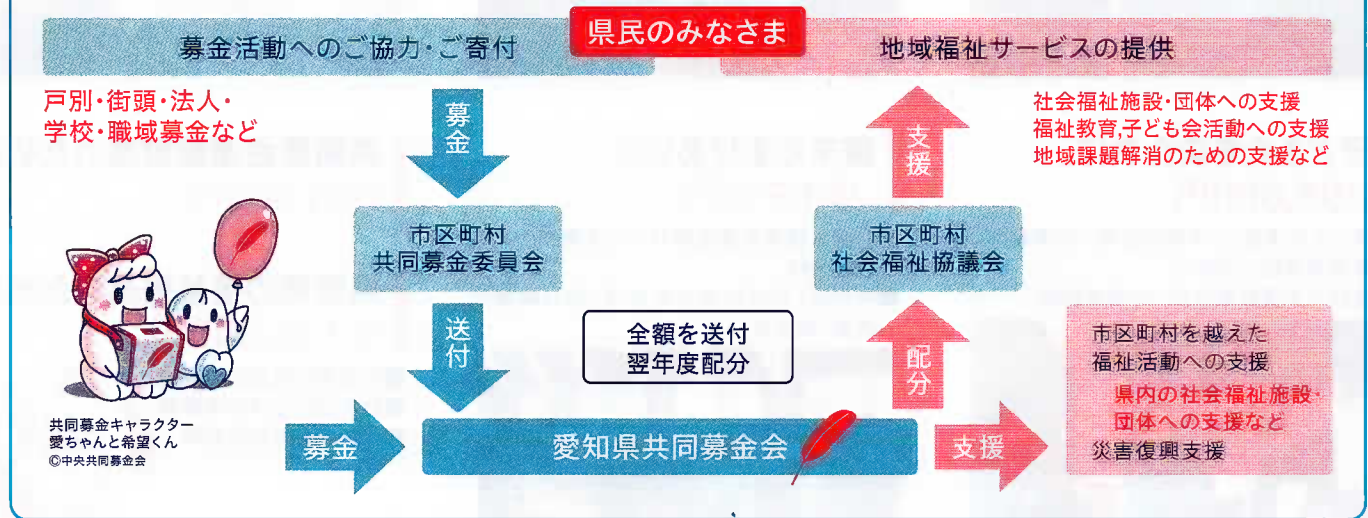 県民のみなさま
募金活動へのご協力・ご寄付
地域福祉サービスの提供
戸別・街頭・法人・
学校・職域募金など
募金
支援
社会福祉施設・団体への支援
福祉教育,子ども会活動への支援
地域課題解消のための支援など
市区町村
共同募金委員会
市区町村
社会福祉協議会
送付
全額を送付
翌年度配分
配分
市区町村を越えた
福祉活動への支援
県内の社会福祉施設・
団体への支援など
災害復興支援
共同募金キャラクター
愛ちゃんと希望くん
©中央共同募金会
募金
愛知県共同募金会
支援